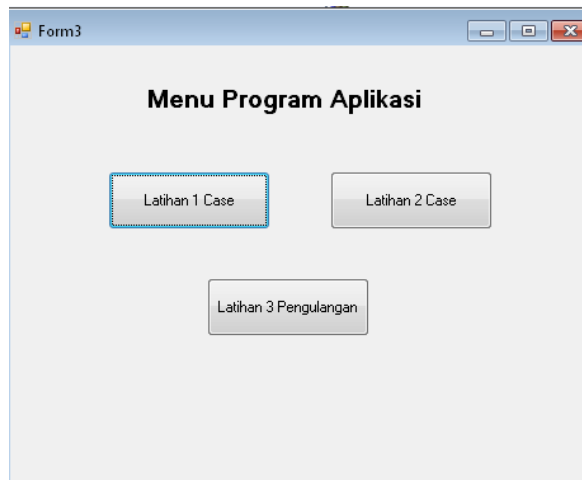 Form3
Menu Program Aplikasi
Latihan 1 Case
Latihan 2 Case
Latihan 3 Pengulangan